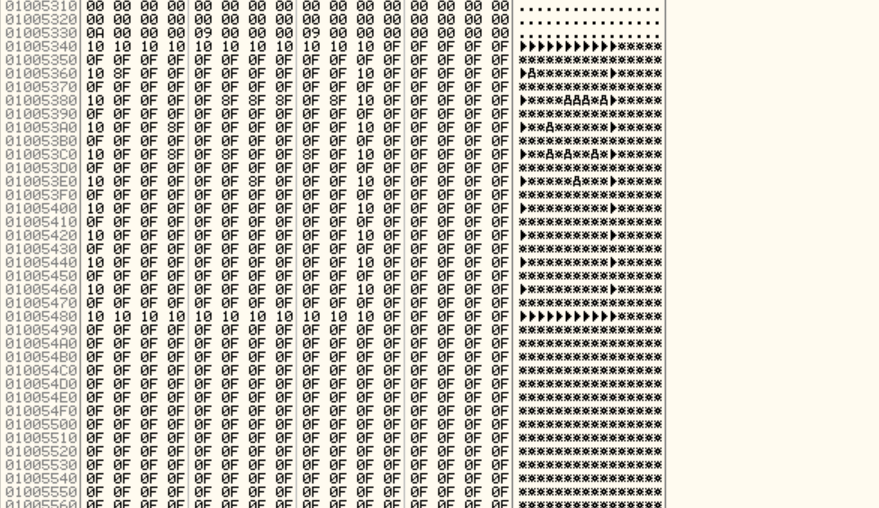 01005310 00 00 00 00 00 00 00 00 00 00 00 00 00 00 00 00 ................
01005320 00 00 00 00 00 00 00 00 00 00 00 00 00 00 00 00 ................
01005330 0A 00 00 00 09 00 00 00 09 00 00 00 00 00 00 00 ................
01005340 10 10 10 10 10 10 10 10 10 10 10 0F 0F 0F 0F 0F ►►►►►►►►►►►☼☼☼☼☼
01005350 0F 0F 0F 0F 0F 0F 0F 0F 0F 0F 0F 0F 0F 0F 0F 0F ☼☼☼☼☼☼☼☼☼☼☼☼☼☼☼☼
01005360 10 8F 0F 0F 0F 0F 0F 0F 0F 0F 10 0F 0F 0F 0F 0F ►Å☼☼☼☼☼☼☼☼►☼☼☼☼☼
01005370 0F 0F 0F 0F 0F 0F 0F 0F 0F 0F 0F 0F 0F 0F 0F 0F ☼☼☼☼☼☼☼☼☼☼☼☼☼☼☼☼
01005380 10 0F 0F 0F 0F 8F 8F 8F 0F 8F 10 0F 0F 0F 0F 0F ►☼☼☼☼ÅÅÅ☼Å►☼☼☼☼☼
01005390 0F 0F 0F 0F 0F 0F 0F 0F 0F 0F 0F 0F 0F 0F 0F 0F ☼☼☼☼☼☼☼☼☼☼☼☼☼☼☼☼
010053A0 10 0F 0F 8F 0F 0F 0F 0F 0F 0F 10 0F 0F 0F 0F 0F ►☼☼Å☼☼☼☼☼☼►☼☼☼☼☼
010053B0 0F 0F 0F 0F 0F 0F 0F 0F 0F 0F 0F 0F 0F 0F 0F 0F ☼☼☼☼☼☼☼☼☼☼☼☼☼☼☼☼
010053C0 10 0F 0F 8F 0F 8F 0F 0F 8F 0F 10 0F 0F 0F 0F 0F ►☼☼Å☼Å☼☼Å☼►☼☼☼☼☼
010053D0 0F 0F 0F 0F 0F 0F 0F 0F 0F 0F 0F 0F 0F 0F 0F 0F ☼☼☼☼☼☼☼☼☼☼☼☼☼☼☼☼
010053E0 10 0F 0F 0F 0F 0F 8F 0F 0F 0F 10 0F 0F 0F 0F 0F ►☼☼☼☼☼Å☼☼☼►☼☼☼☼☼
010053F0 0F 0F 0F 0F 0F 0F 0F 0F 0F 0F 0F 0F 0F 0F 0F 0F ☼☼☼☼☼☼☼☼☼☼☼☼☼☼☼☼
01005400 10 0F 0F 0F 0F 0F 0F 0F 0F 0F 10 0F 0F 0F 0F 0F ►☼☼☼☼☼☼☼☼☼►☼☼☼☼☼
01005410 0F 0F 0F 0F 0F 0F 0F 0F 0F 0F 0F 0F 0F 0F 0F 0F ☼☼☼☼☼☼☼☼☼☼☼☼☼☼☼☼
01005420 10 0F 0F 0F 0F 0F 0F 0F 0F 0F 10 0F 0F 0F 0F 0F ►☼☼☼☼☼☼☼☼☼►☼☼☼☼☼
01005430 0F 0F 0F 0F 0F 0F 0F 0F 0F 0F 0F 0F 0F 0F 0F 0F ☼☼☼☼☼☼☼☼☼☼☼☼☼☼☼☼
01005440 10 0F 0F 0F 0F 0F 0F 0F 0F 0F 10 0F 0F 0F 0F 0F ►☼☼☼☼☼☼☼☼☼►☼☼☼☼☼
01005450 0F 0F 0F 0F 0F 0F 0F 0F 0F 0F 0F 0F 0F 0F 0F 0F ☼☼☼☼☼☼☼☼☼☼☼☼☼☼☼☼
01005460 10 0F 0F 0F 0F 0F 0F 0F 0F 0F 10 0F 0F 0F 0F 0F ►☼☼☼☼☼☼☼☼☼►☼☼☼☼☼
01005470 0F 0F 0F 0F 0F 0F 0F 0F 0F 0F 0F 0F 0F 0F 0F 0F ☼☼☼☼☼☼☼☼☼☼☼☼☼☼☼☼
01005480 10 10 10 10 10 10 10 10 10 10 10 0F 0F 0F 0F 0F ►►►►►►►►►►►☼☼☼☼☼
01005490 0F 0F 0F 0F 0F 0F 0F 0F 0F 0F 0F 0F 0F 0F 0F 0F ☼☼☼☼☼☼☼☼☼☼☼☼☼☼☼☼
010054A0 0F 0F 0F 0F 0F 0F 0F 0F 0F 0F 0F 0F 0F 0F 0F 0F ☼☼☼☼☼☼☼☼☼☼☼☼☼☼☼☼
010054B0 0F 0F 0F 0F 0F 0F 0F 0F 0F 0F 0F 0F 0F 0F 0F 0F ☼☼☼☼☼☼☼☼☼☼☼☼☼☼☼☼
010054C0 0F 0F 0F 0F 0F 0F 0F 0F 0F 0F 0F 0F 0F 0F 0F 0F ☼☼☼☼☼☼☼☼☼☼☼☼☼☼☼☼
010054D0 0F 0F 0F 0F 0F 0F 0F 0F 0F 0F 0F 0F 0F 0F 0F 0F ☼☼☼☼☼☼☼☼☼☼☼☼☼☼☼☼
010054E0 0F 0F 0F 0F 0F 0F 0F 0F 0F 0F 0F 0F 0F 0F 0F 0F ☼☼☼☼☼☼☼☼☼☼☼☼☼☼☼☼
010054F0 0F 0F 0F 0F 0F 0F 0F 0F 0F 0F 0F 0F 0F 0F 0F 0F ☼☼☼☼☼☼☼☼☼☼☼☼☼☼☼☼
01005500 0F 0F 0F 0F 0F 0F 0F 0F 0F 0F 0F 0F 0F 0F 0F 0F ☼☼☼☼☼☼☼☼☼☼☼☼☼☼☼☼
01005510 0F 0F 0F 0F 0F 0F 0F 0F 0F 0F 0F 0F 0F 0F 0F 0F ☼☼☼☼☼☼☼☼☼☼☼☼☼☼☼☼
01005520 0F 0F 0F 0F 0F 0F 0F 0F 0F 0F 0F 0F 0F 0F 0F 0F ☼☼☼☼☼☼☼☼☼☼☼☼☼☼☼☼
01005530 0F 0F 0F 0F 0F 0F 0F 0F 0F 0F 0F 0F 0F 0F 0F 0F ☼☼☼☼☼☼☼☼☼☼☼☼☼☼☼☼
01005540 0F 0F 0F 0F 0F 0F 0F 0F 0F 0F 0F 0F 0F 0F 0F 0F ☼☼☼☼☼☼☼☼☼☼☼☼☼☼☼☼
01005550 0F 0F 0F 0F 0F 0F 0F 0F 0F 0F 0F 0F 0F 0F 0F 0F ☼☼☼☼☼☼☼☼☼☼☼☼☼☼☼☼
01005560 0F 0F 0F 0F 0F 0F 0F 0F 0F 0F 0F 0F 0F 0F 0F 0F ☼☼☼☼☼☼☼☼☼☼☼☼☼☼☼☼